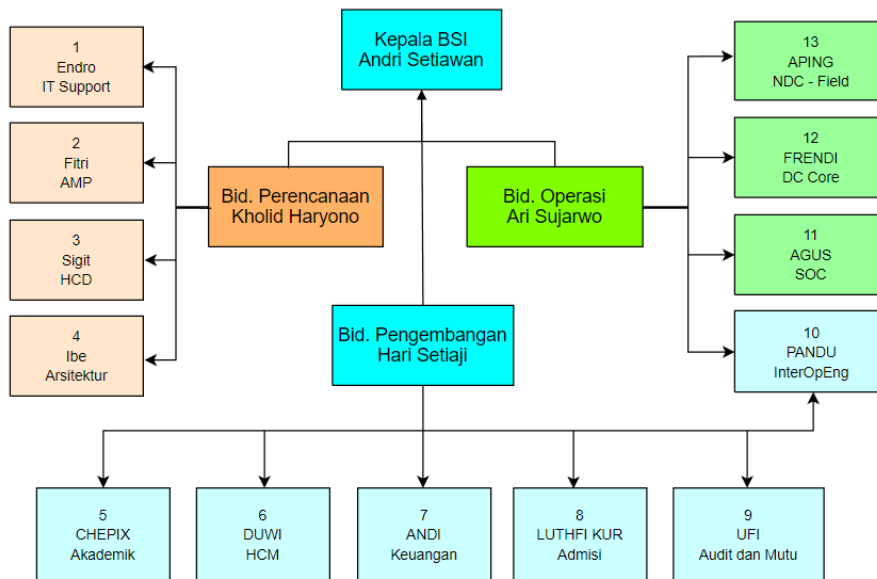 Kepala BSI
Andri Setiawan
1
Endro
IT Support
2
Fitri
AMP
3
Sigit
HCD
4
Ibe
Arsitektur
Bid. Perencanaan
Kholid Haryono
Bid. Operasi
Ari Sujarwo
13
APING
NDC - Field
12
FRENDI
DC Core
11
AGUS
SOC
10
PANDU
InterOpEng
Bid. Pengembangan
Hari Setiaji
5
CHEPIX
Akademik
6
DUWI
HCM
7
ANDI
Keuangan
8
LUTHFI KUR
Admisi
9
UFI
Audit dan Mutu